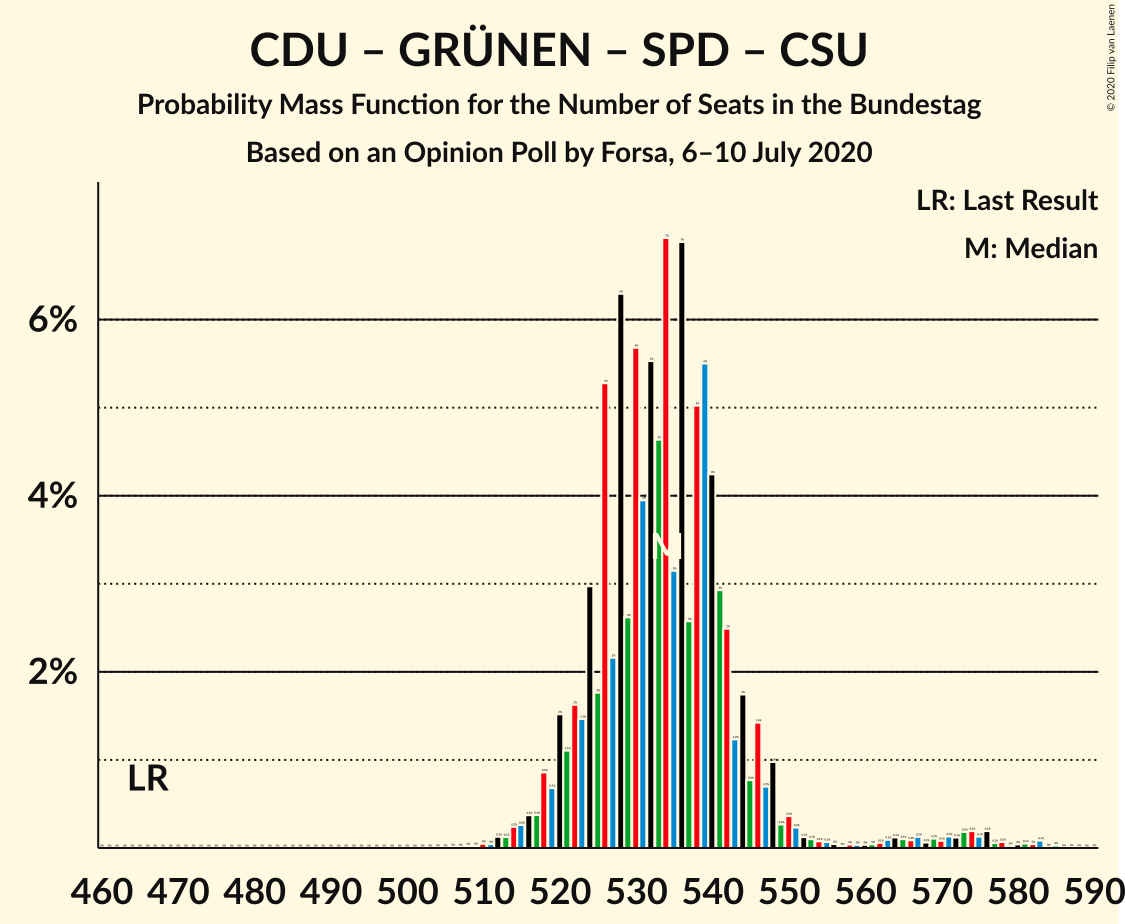 CDU – GRÜNEN – SPD – CSU
Probability Mass Function for the Number of Seats in the Bundestag
Based on an Opinion Poll by Forsa, 6–10 July 2020
© 2020 Filip van Laenen
LR: Last Result
M: Median
6%
4%
2%
LR
M
460 470 480 490 500 510 520 530 540 550 560 570 580 590